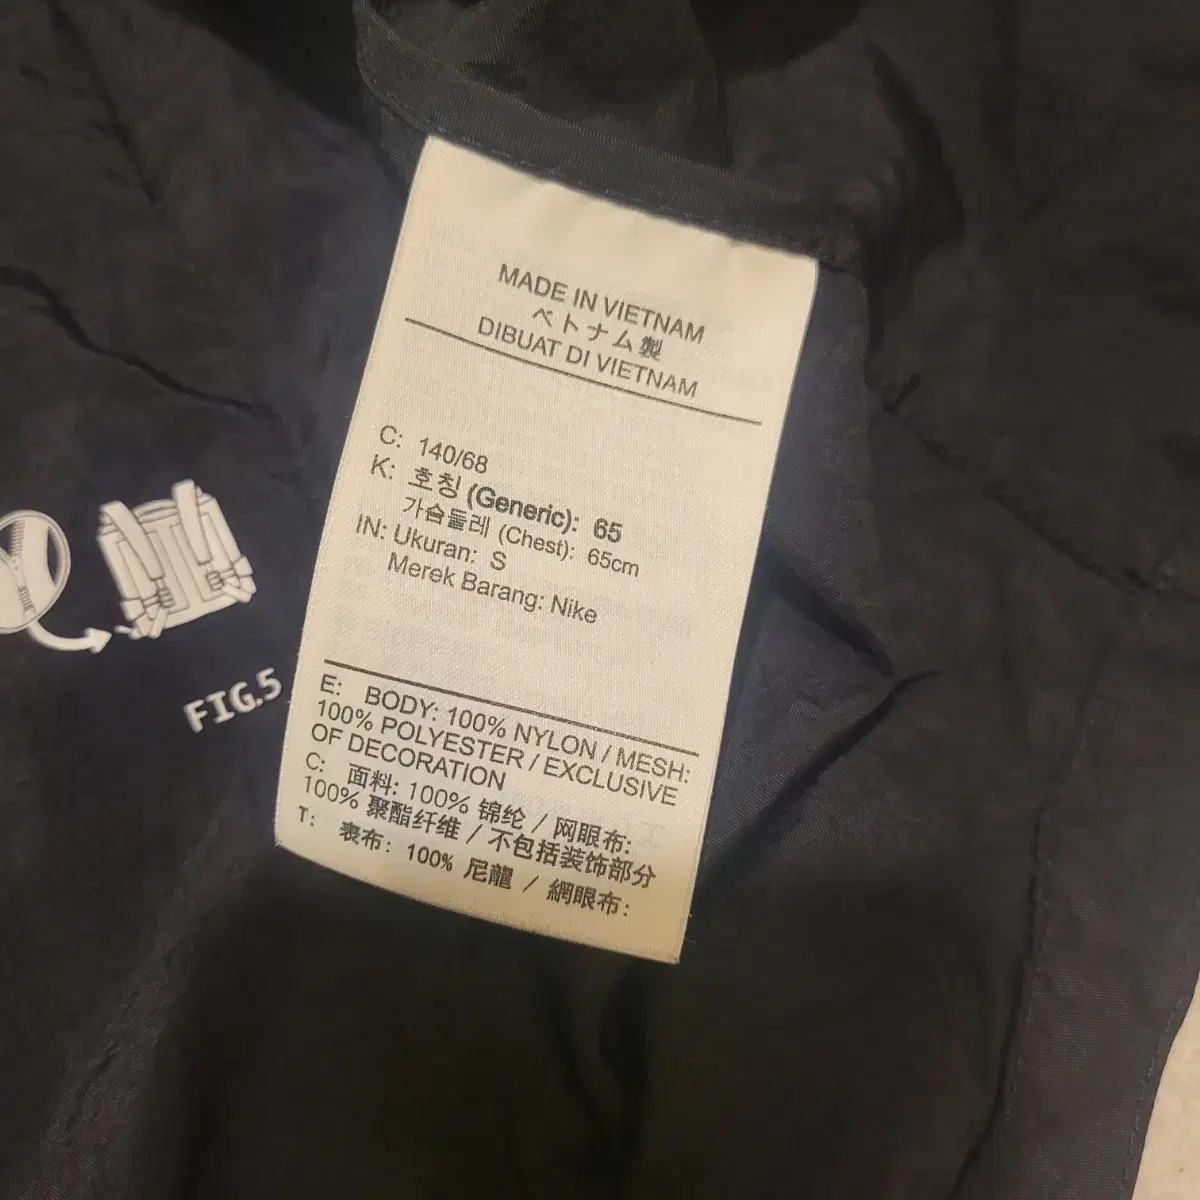 MADE IN VIETNAM
ベトナム製
DIBUAT DI VIETNAM
C: 140/68
K: 호칭 (Generic): 65
가슴둘레 (Chest): 65cm
IN: Ukuran: S
Merek Barang: Nike
E: BODY: 100% NYLON / MESH:
100% POLYESTER / EXCLUSIVE
OF DECORATION
C: 面料: 100% 锦纶 / 网眼布:
100% 聚酯纤维 / 不包括装饰部分
T: 表布: 100% 尼龍 / 網眼布:
FIG.5